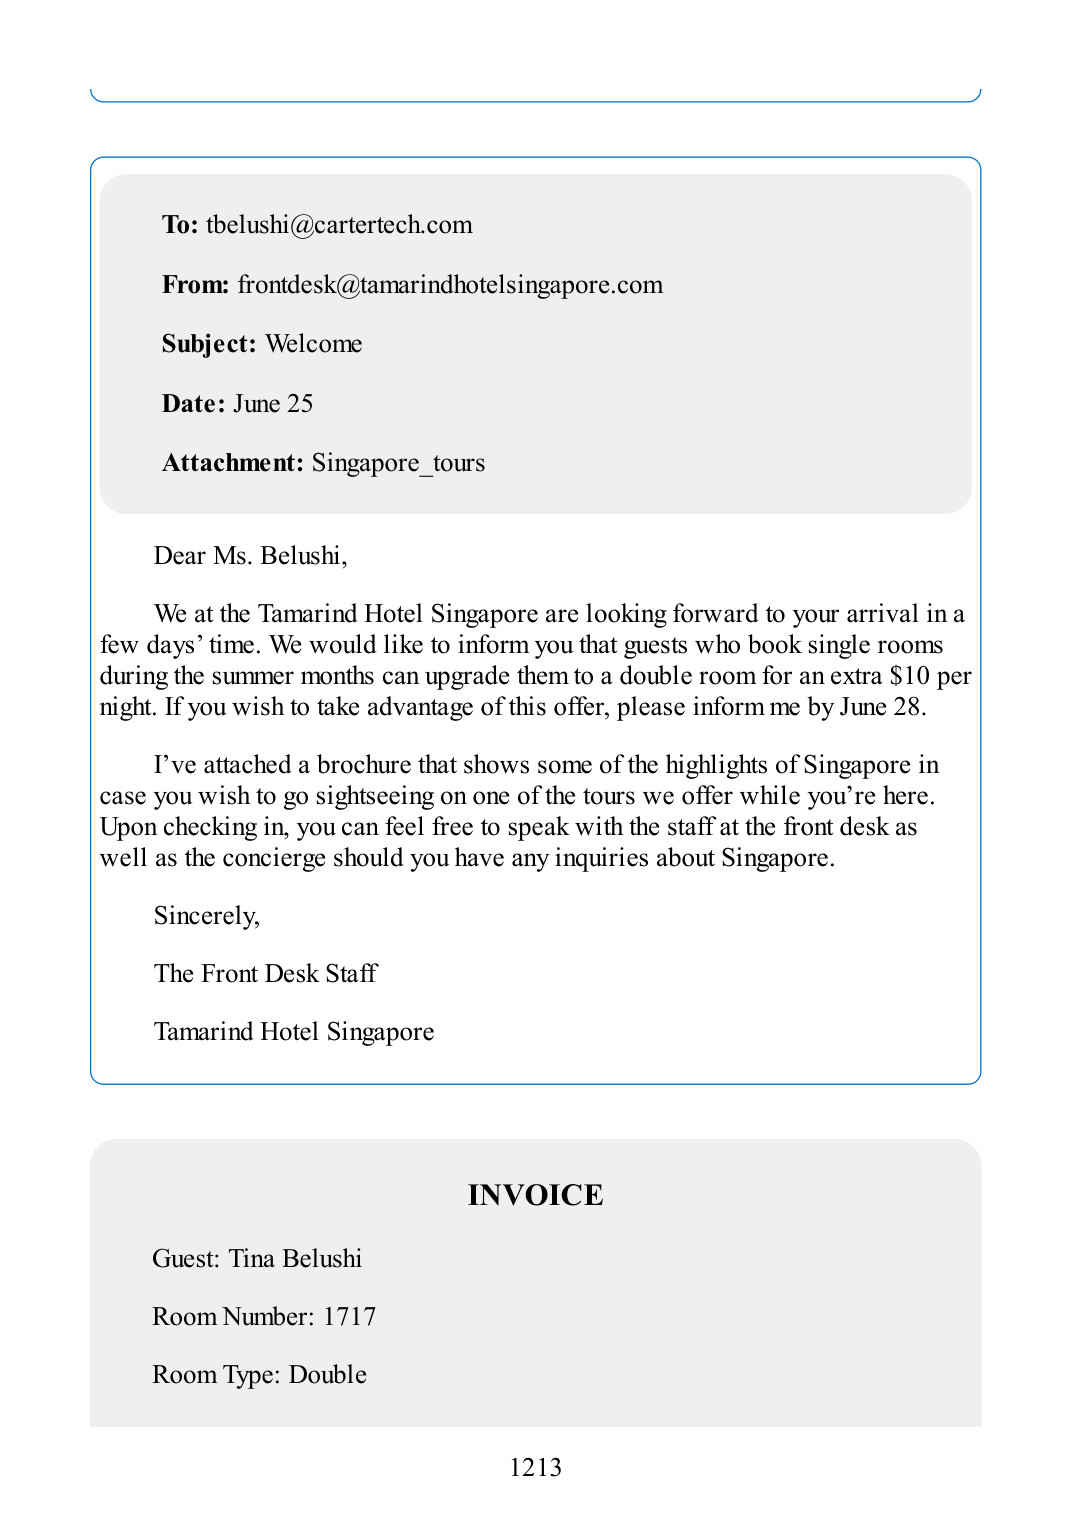 To: tbelushi@cartertech.com
From: frontdesk@tamarindhotelsingapore.com
Subject: Welcome
Date: June 25
Attachment: Singapore_tours
Dear Ms. Belushi,
We at the Tamarind Hotel Singapore are looking forward to your arrival in a
few days’ time. We would like to inform you that guests who book single rooms
during the summer months can upgrade them to a double room for an extra $10 per
night. If you wish to take advantage of this offer, please inform me by June 28.
I’ve attached a brochure that shows some of the highlights of Singapore in
case you wish to go sightseeing on one of the tours we offer while you’re here.
Upon checking in, you can feel free to speak with the staff at the front desk as
well as the concierge should you have any inquiries about Singapore.
Sincerely,
The Front Desk Staff
Tamarind Hotel Singapore
INVOICE
Guest: Tina Belushi
Room Number: 1717
Room Type: Double
1213